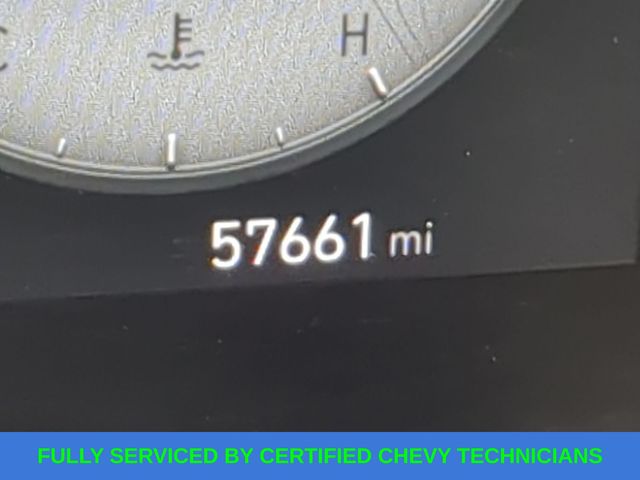 C H
57661 mi
FULLY SERVICED BY CERTIFIED CHEVY TECHNICIANS